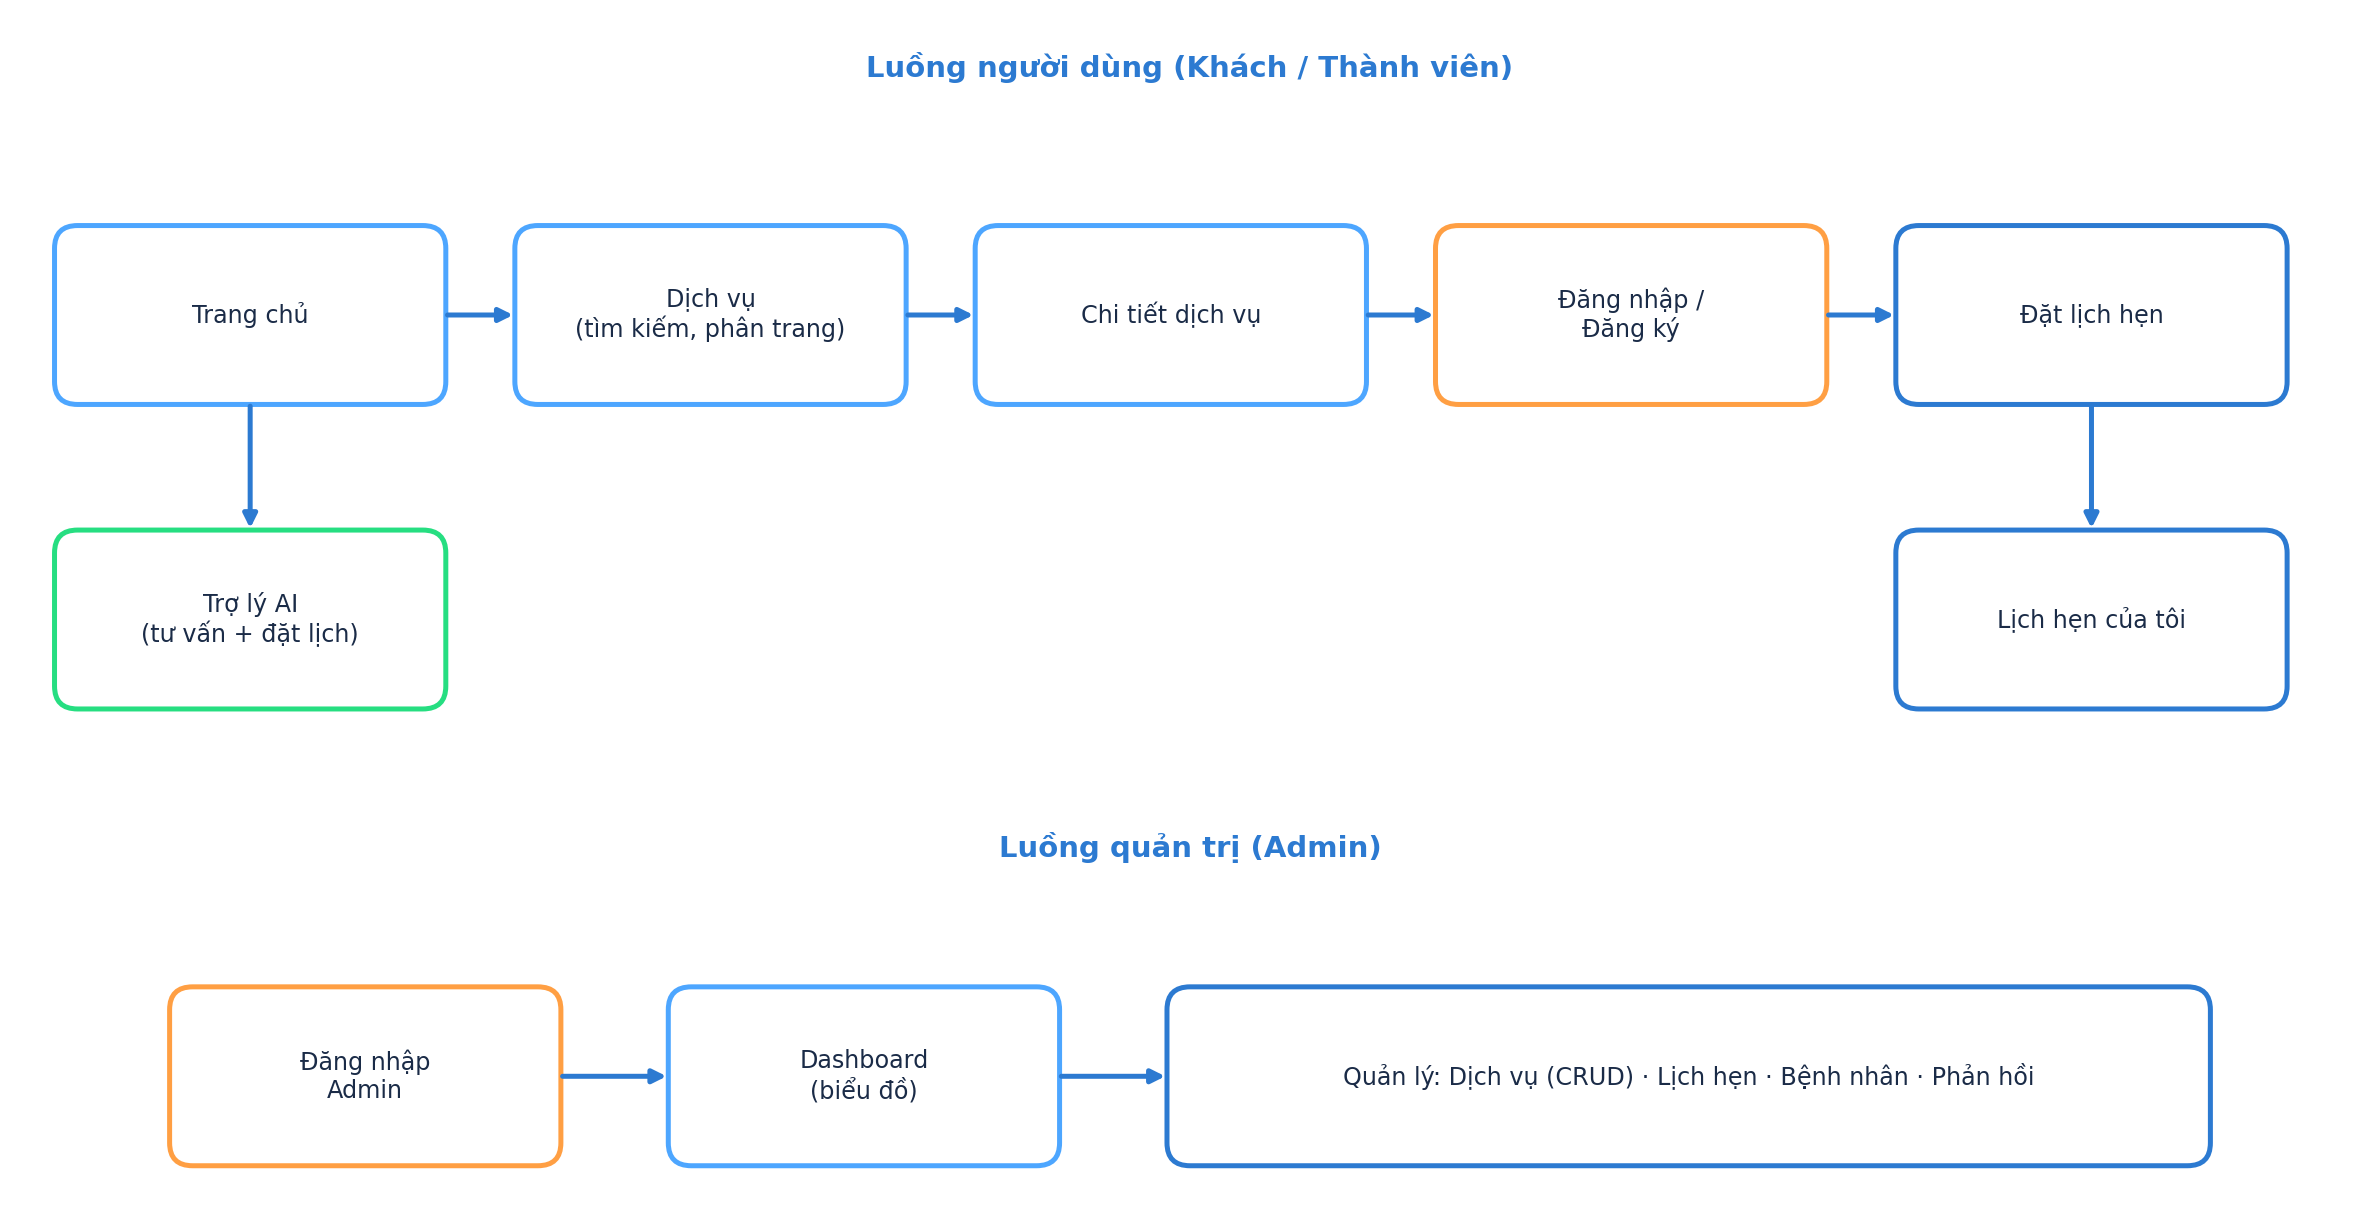 Luồng người dùng (Khách / Thành viên)
Trang chủ
Dịch vụ
(tìm kiếm, phân trang)
Chi tiết dịch vụ
Đăng nhập /
Đăng ký
Đặt lịch hẹn
Trợ lý AI
(tư vấn + đặt lịch)
Lịch hẹn của tôi
Luồng quản trị (Admin)
Đăng nhập
Admin
Dashboard
(biểu đồ)
Quản lý: Dịch vụ (CRUD) · Lịch hẹn · Bệnh nhân · Phản hồi